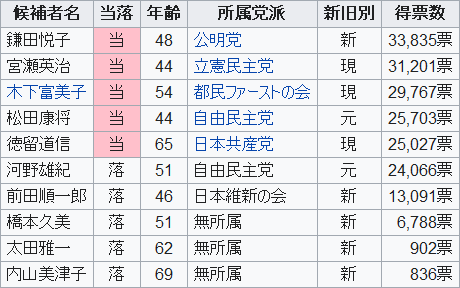 候補者名 当落 年齢 所属党派 新旧別 得票数
鎌田悦子 当 48 公明党 新 33,835票
宮瀬英治 当 44 立憲民主党 現 31,201票
木下富美子 当 54 都民ファーストの会 現 29,767票
松田康将 当 44 自由民主党 元 25,703票
徳留道信 当 65 日本共産党 現 25,027票
河野雄紀 落 51 自由民主党 元 24,066票
前田順一郎 落 46 日本維新の会 新 13,091票
橋本久美 落 51 無所属 新 6,788票
太田雅一 落 62 無所属 新 902票
内山美津子 落 69 無所属 新 836票